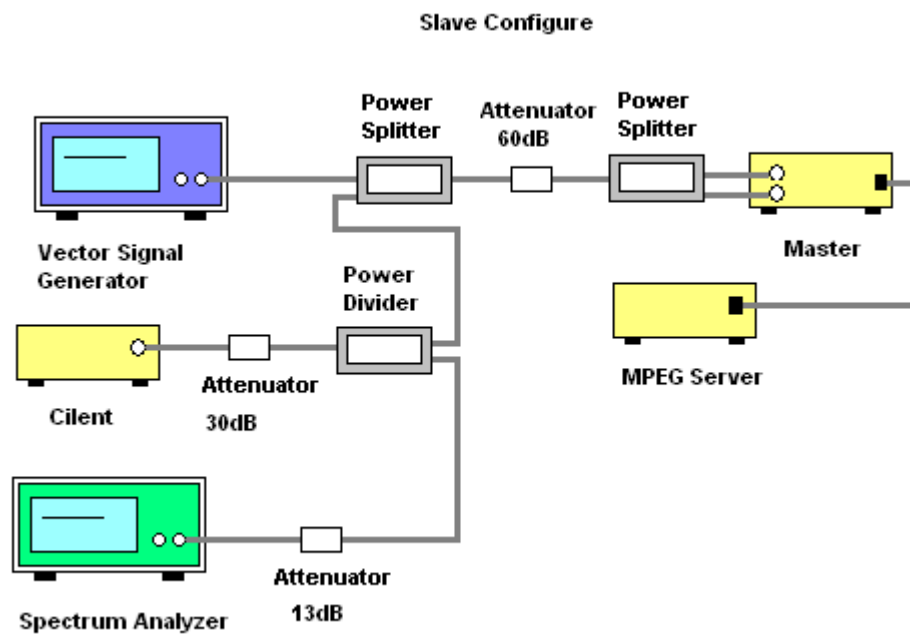 Slave Configure
Power
Splitter
Attenuator
60dB
Power
Splitter
Vector Signal
Generator
Master
Power
Divider
Cilent
Attenuator
30dB
MPEG Server
Spectrum Analyzer
Attenuator
13dB